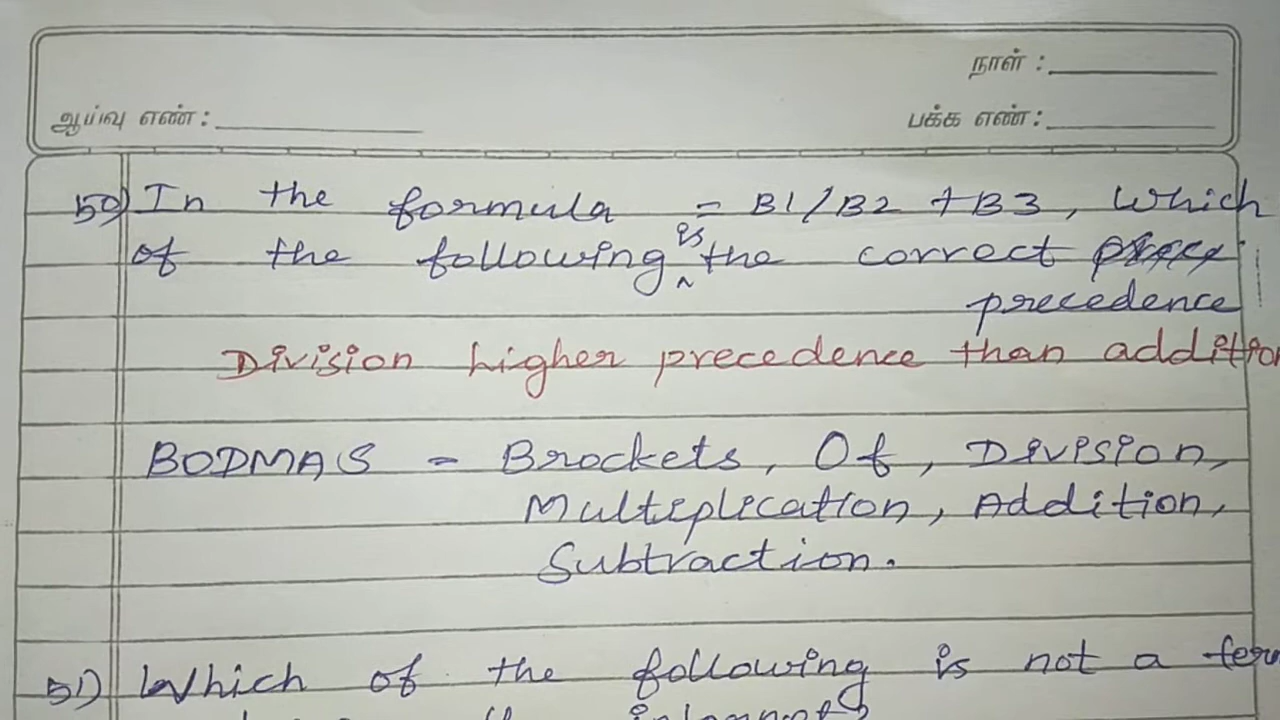 நாள் :
ஆய்வு எண் :
பக்க எண் :
50) In the formula = B1/B2 +B3, Which
of the following is the correct
precedence
Division higher precedence than addition
BODMAS - Brockets, Of, Division,
Multiplication, Addition,
Subtraction.
51) Which of the following is not a